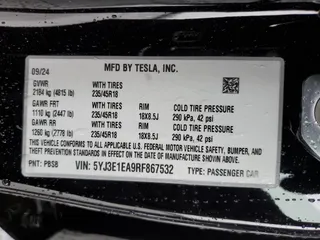 MFD BY TESLA, INC.
09/24
GVWR
2184 kg (4815 lb) WITH TIRES 235/45R18
GAWR FRT WITH TIRES RIM COLD TIRE PRESSURE
1110 kg (2447 lb) 235/45R18 18X8.5J 290 kPa, 42 psi
GAWR RR WITH TIRES RIM COLD TIRE PRESSURE
1260 kg (2778 lb) 235/45R18 18X8.5J 290 kPa, 42 psi
THIS VEHICLE CONFORMS TO ALL APPLICABLE U.S.
FEDERAL MOTOR VEHICLE SAFETY, BUMPER, AND
THEFT PREVENTION STANDARDS IN EFFECT ON THE
DATE OF MANUFACTURE SHOWN ABOVE.
PNT: PBSB VIN: 5YJ3E1EA9RF867532 TYPE: PASSENGER CAR